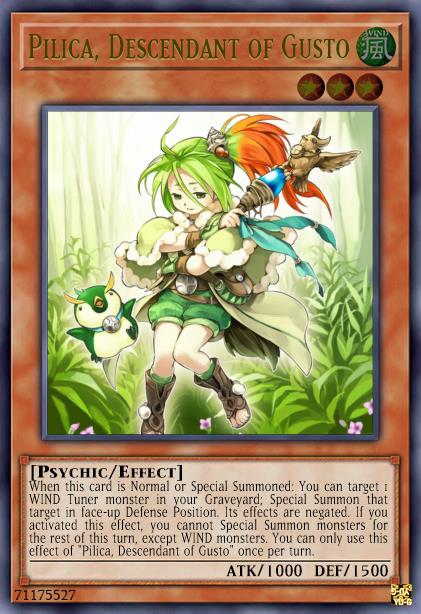 PILICA, DESCENDANT OF GUSTO
WIND
風
[PSYCHIC/EFFECT]
When this card is Normal or Special Summoned: You can target 1
WIND Tuner monster in your Graveyard; Special Summon that
target in face-up Defense Position. Its effects are negated. If you
activated this effect, you cannot Special Summon monsters for
the rest of this turn, except WIND monsters. You can only use this
effect of "Pilica, Descendant of Gusto" once per turn.
ATK/1000 DEF/1500
71175527